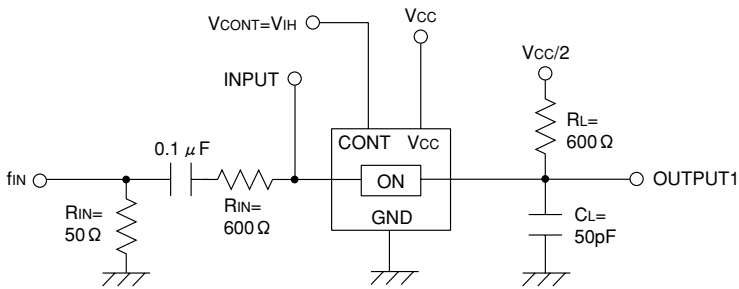 VCONT=VIH
VCC
INPUT
VCC/2
RL=
600Ω
0.1 μF
CONT VCC
fIN
ON
OUTPUT1
RIN=
50Ω
RIN=
600Ω
GND
CL=
50pF